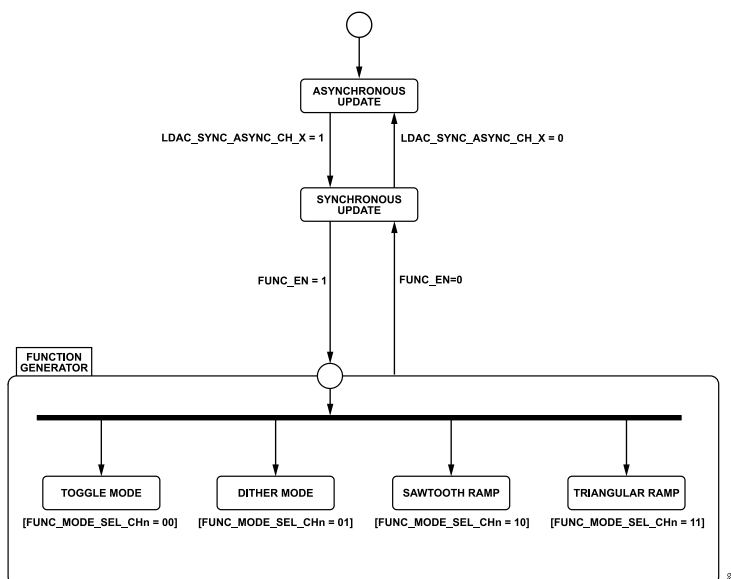 ASYNCHRONOUS
UPDATE
LDAC_SYNC_ASYNC_CH_X = 1
LDAC_SYNC_ASYNC_CH_X = 0
SYNCHRONOUS
UPDATE
FUNC_EN = 1
FUNC_EN=0
FUNCTION
GENERATOR
TOGGLE MODE
DITHER MODE
SAWTOOTH RAMP
TRIANGULAR RAMP
[FUNC_MODE_SEL_CHn = 00]
[FUNC_MODE_SEL_CHn = 01]
[FUNC_MODE_SEL_CHn = 10]
[FUNC_MODE_SEL_CHn = 11]